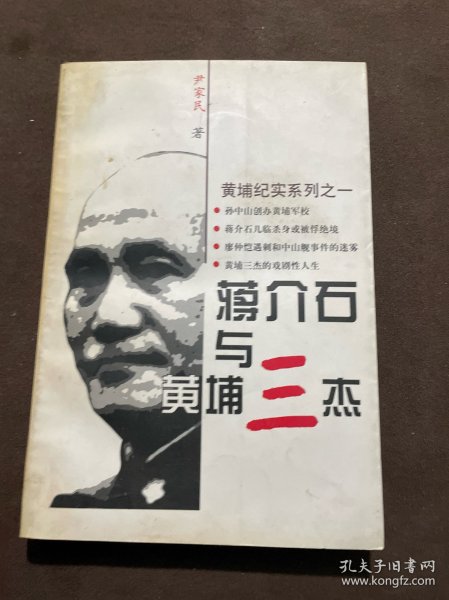 尹家民 著
黄埔纪实系列之一
孙中山创办黄埔军校
蒋介石几临杀身或被俘绝境
廖仲恺遇刺和中山舰事件的迷雾
黄埔三杰的戏剧性人生
蒋介石
与
黄埔三杰
孔夫子旧书网
www.kongfz.com